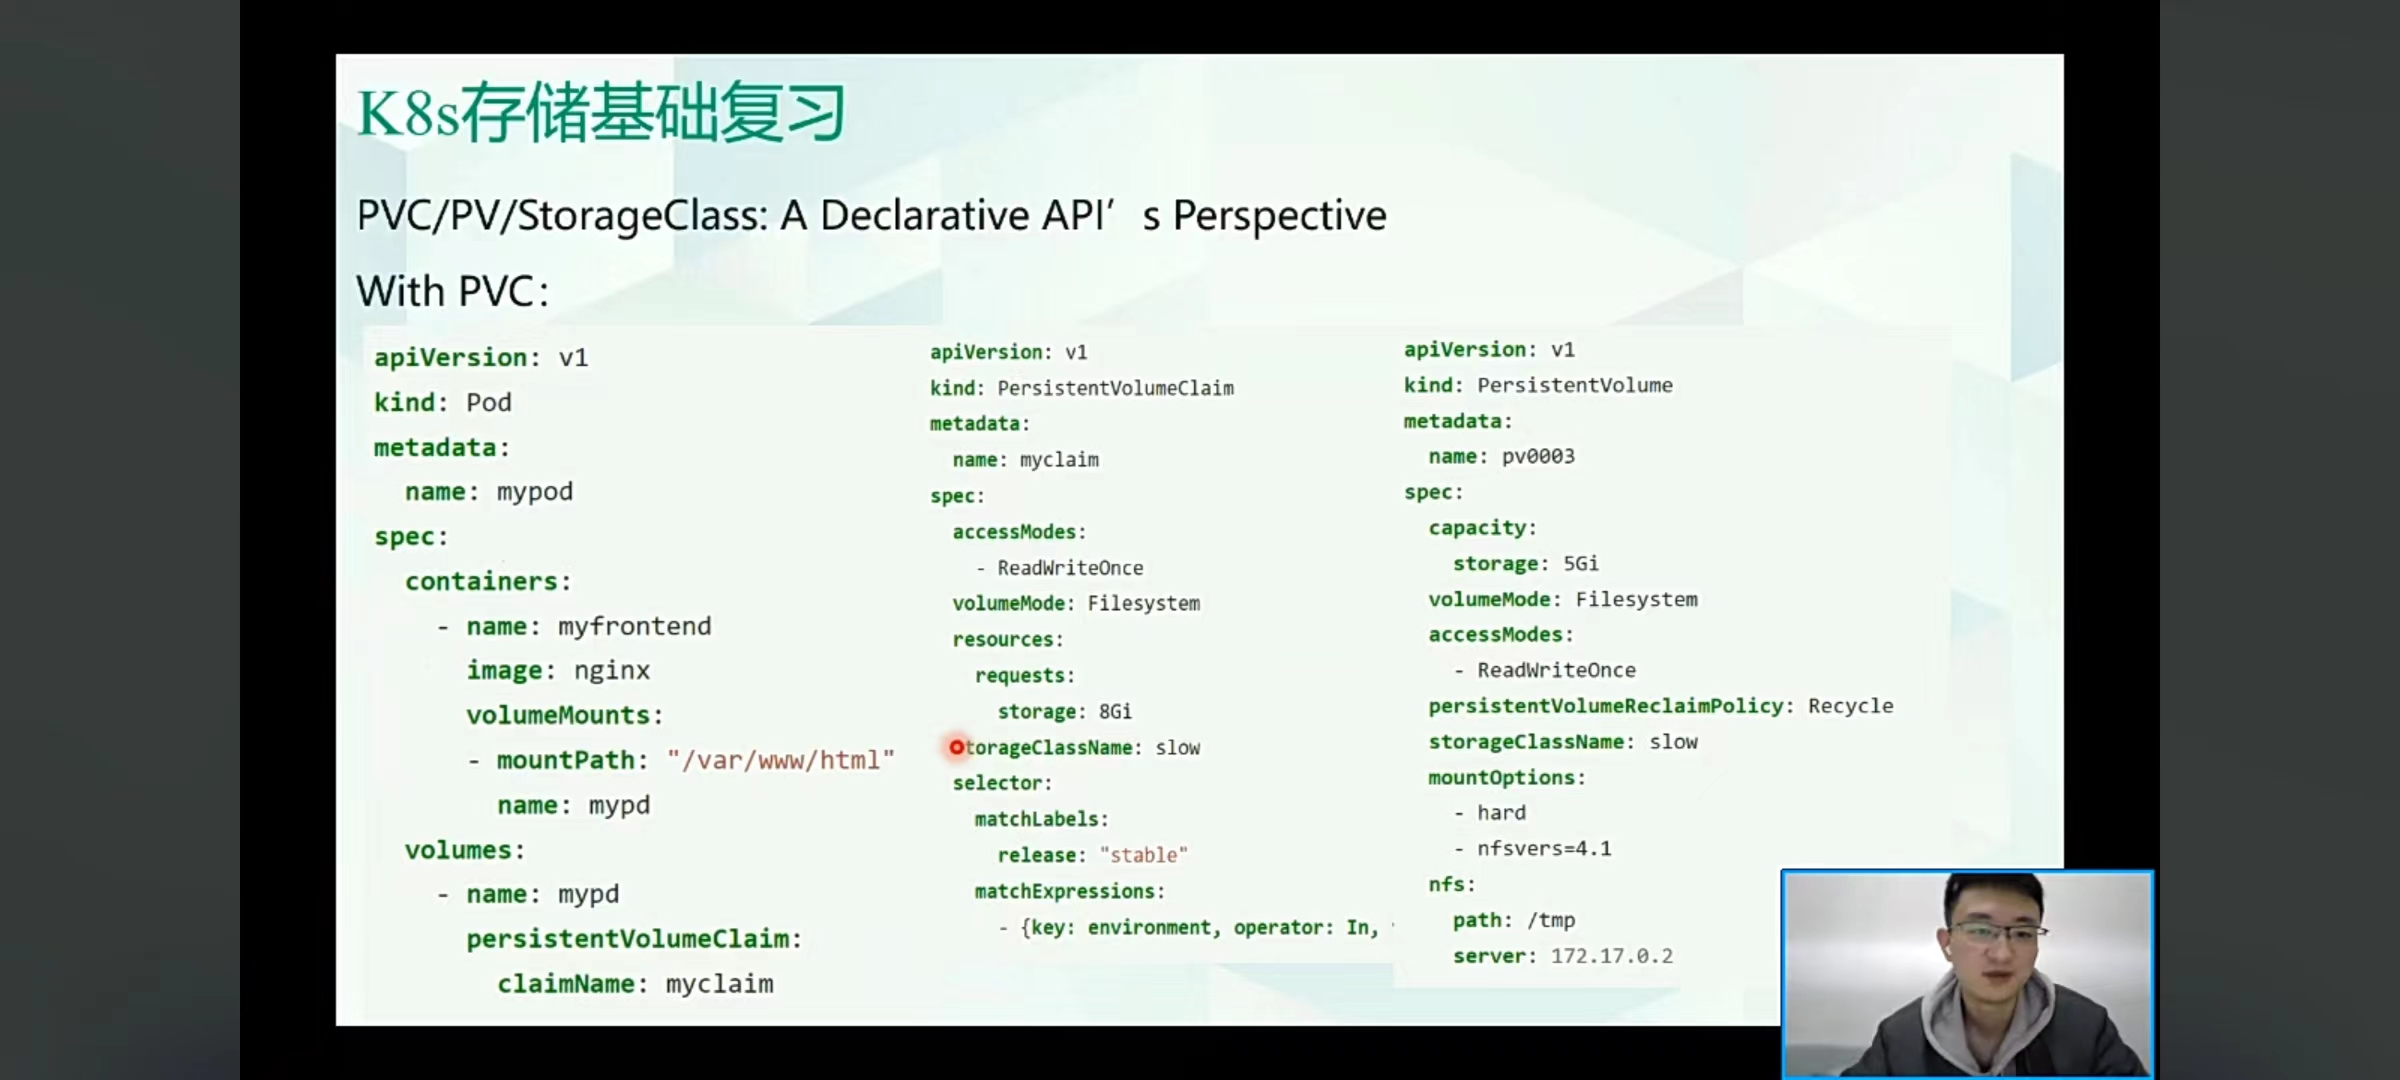 K8s存储基础复习
PVC/PV/StorageClass: A Declarative API’s Perspective
With PVC:
apiVersion: v1
kind: Pod
metadata:
  name: mypod
spec:
  containers:
    - name: myfrontend
      image: nginx
      volumeMounts:
      - mountPath: "/var/www/html"
        name: mypd
  volumes:
    - name: mypd
      persistentVolumeClaim:
        claimName: myclaim
apiVersion: v1
kind: PersistentVolumeClaim
metadata:
  name: myclaim
spec:
  accessModes:
    - ReadWriteOnce
  volumeMode: Filesystem
  resources:
    requests:
      storage: 8Gi
  storageClassName: slow
  selector:
    matchLabels:
      release: "stable"
    matchExpressions:
      - {key: environment, operator: In,
apiVersion: v1
kind: PersistentVolume
metadata:
  name: pv0003
spec:
  capacity:
    storage: 5Gi
  volumeMode: Filesystem
  accessModes:
    - ReadWriteOnce
  persistentVolumeReclaimPolicy: Recycle
  storageClassName: slow
  mountOptions:
    - hard
    - nfsvers=4.1
  nfs:
    path: /tmp
    server: 172.17.0.2